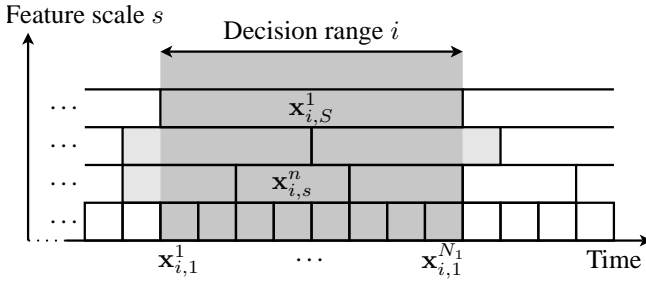 Feature scale s
Decision range i
⋯ x^1_{i,S}
⋯
⋯ x^n_{i,s}
⋯
x^1_{i,1} ⋯ x^{N_1}_{i,1} Time